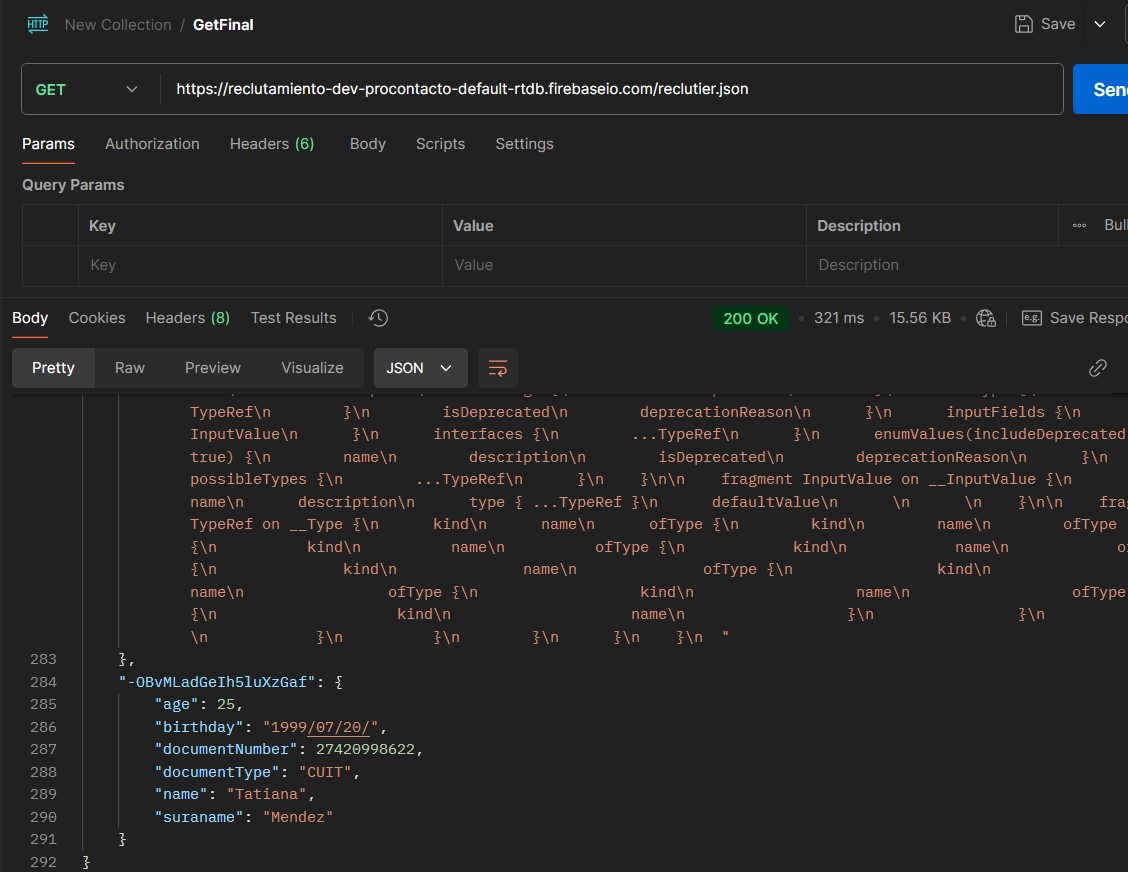 HTTP New Collection / GetFinal Save
GET https://reclutamiento-dev-procontacto-default-rtdb.firebaseio.com/reclutier.json Sen
Params Authorization Headers (6) Body Scripts Settings
Query Params
Key Value Description Bul
Key Value Description
Body Cookies Headers (8) Test Results 200 OK • 321 ms • 15.56 KB • e.g. Save Respo
Pretty Raw Preview Visualize JSON
TypeRef\n }\n isDeprecated\n deprecationReason\n }\n inputFields {\n
InputValue\n }\n interfaces {\n ...TypeRef\n }\n enumValues(includeDeprecated
true) {\n name\n description\n isDeprecated\n deprecationReason\n }\n
possibleTypes {\n ...TypeRef\n }\n }\n\n fragment InputValue on __InputValue {\n
name\n description\n type { ...TypeRef }\n defaultValue\n \n \n }\n\n fra
TypeRef on __Type {\n kind\n name\n ofType {\n kind\n name\n ofType
{\n kind\n name\n ofType {\n kind\n name\n o
{\n kind\n name\n ofType {\n kind\n
name\n ofType {\n kind\n name\n ofType
{\n kind\n name\n }\n }\n
\n }\n }\n }\n }\n }\n "
283 },
284 "-OBvMLadGeIh5luXzGaf": {
285 "age": 25,
286 "birthday": "1999/07/20/",
287 "documentNumber": 27420998622,
288 "documentType": "CUIT",
289 "name": "Tatiana",
290 "suraname": "Mendez"
291 }
292 }